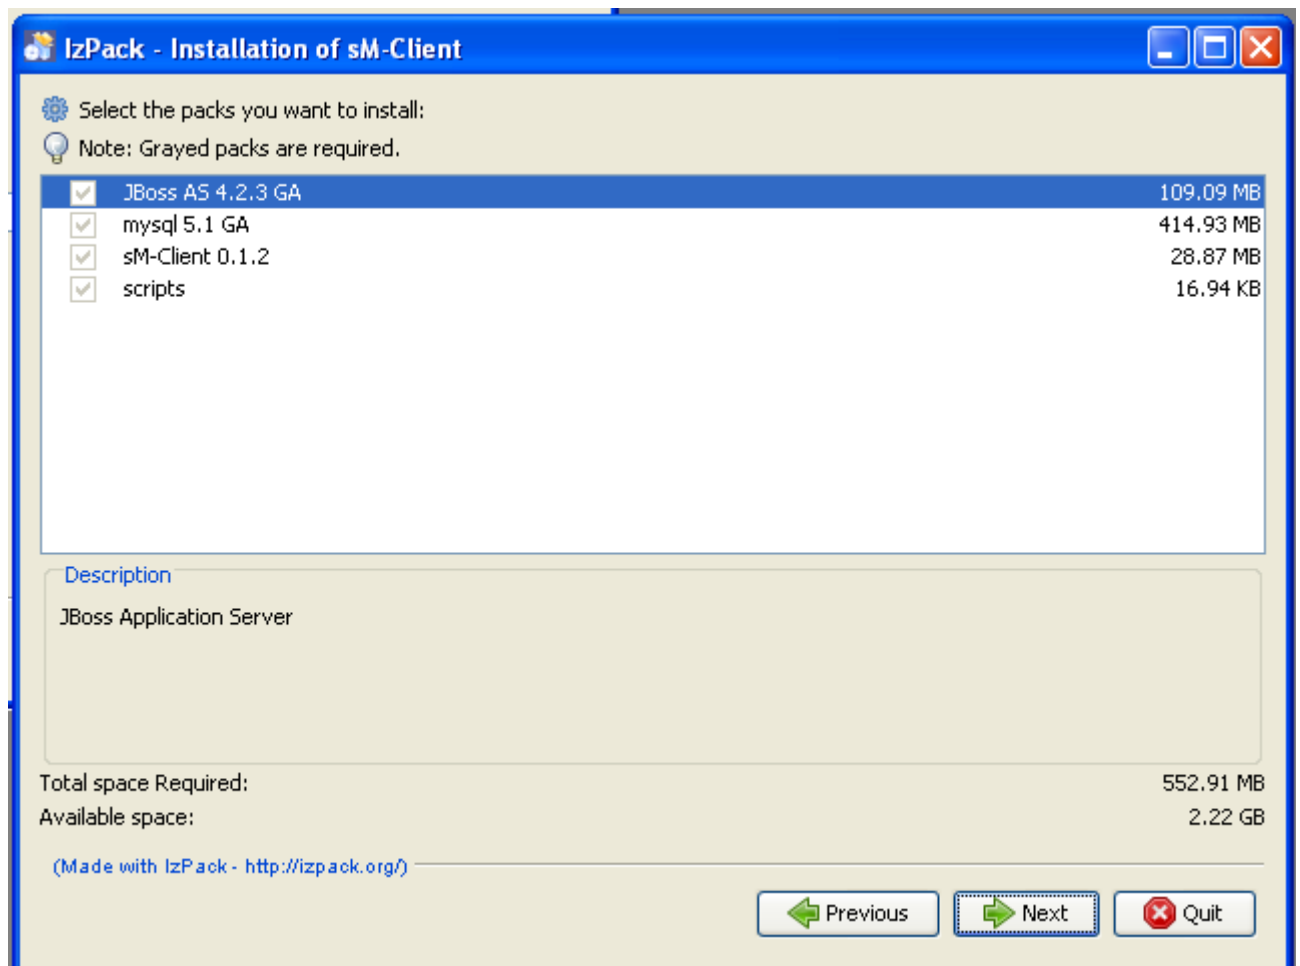 IzPack - Installation of sM-Client
Select the packs you want to install:
Note: Grayed packs are required.
JBoss AS 4.2.3 GA 109.09 MB
mysql 5.1 GA 414.93 MB
sM-Client 0.1.2 28.87 MB
scripts 16.94 KB
Description
JBoss Application Server
Total space Required: 552.91 MB
Available space: 2.22 GB
(Made with IzPack - http://izpack.org/)
Previous Next Quit